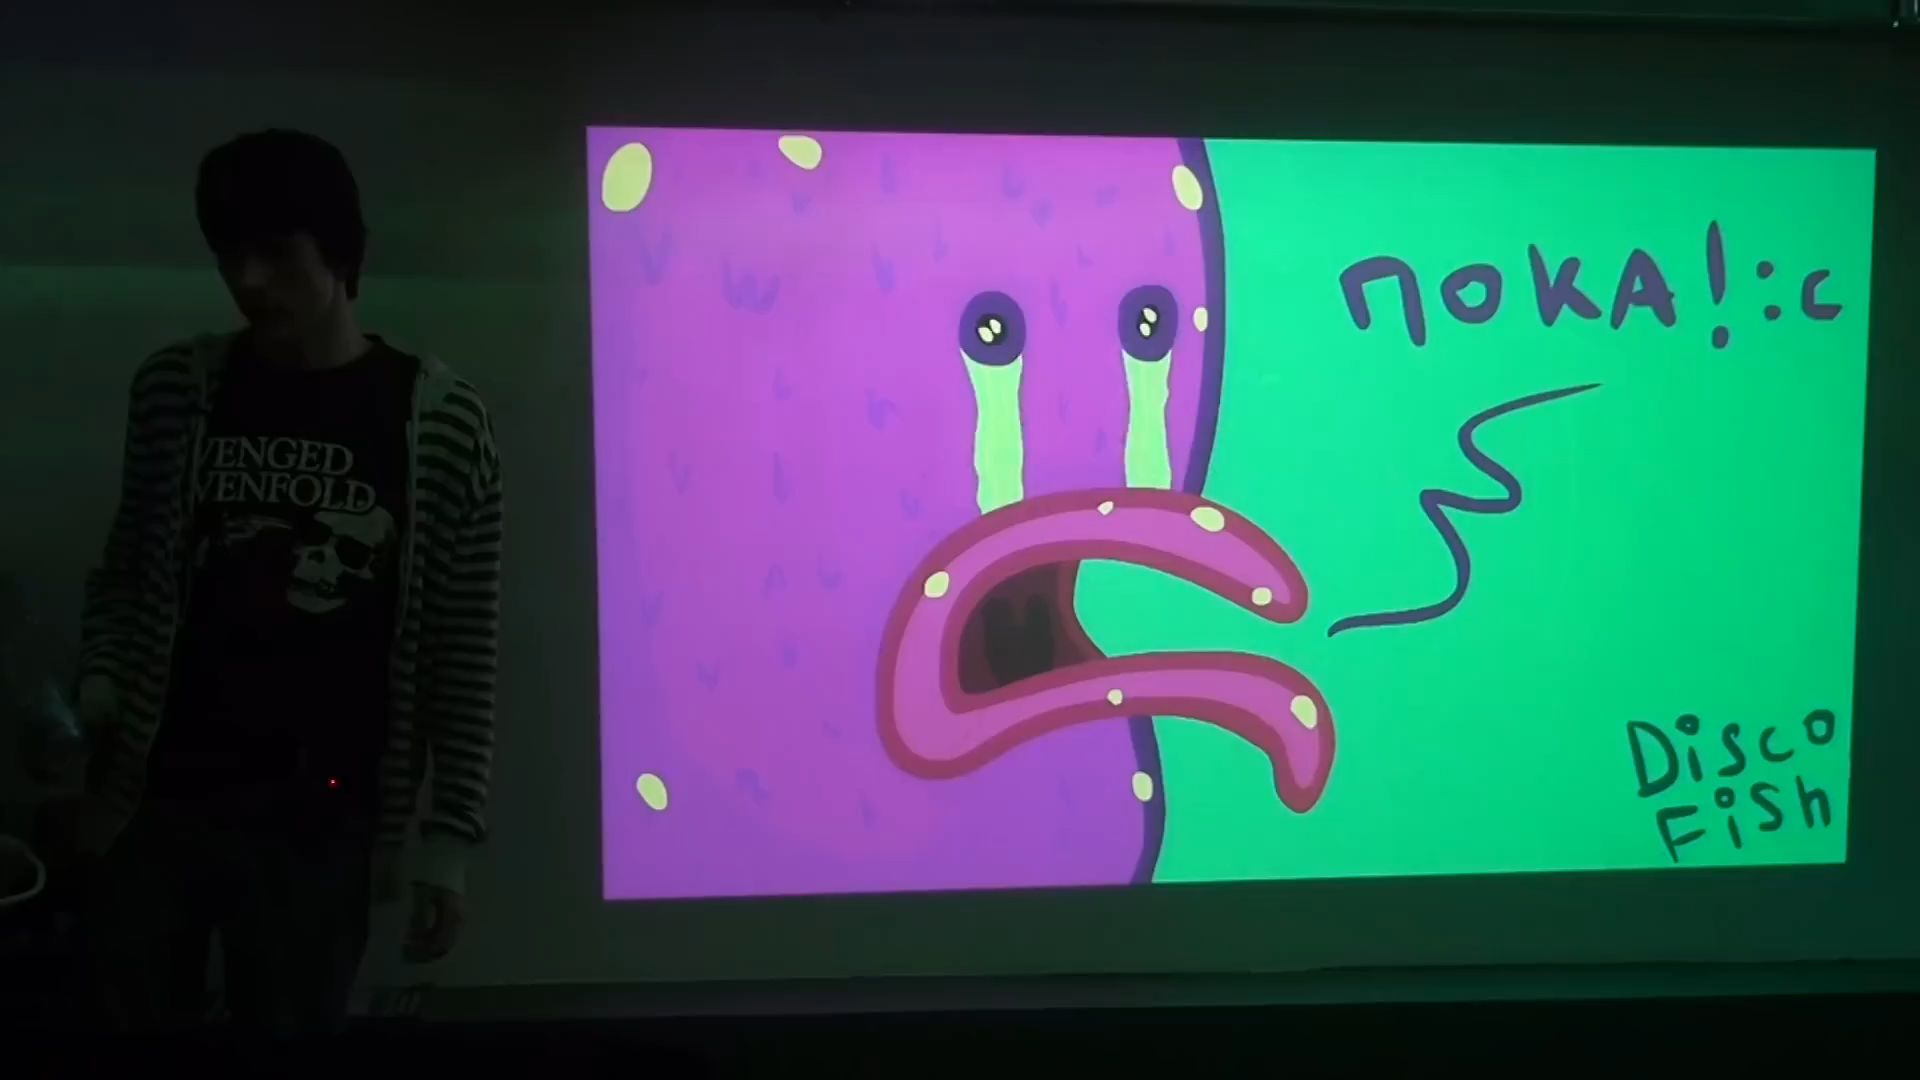 VENGED
VENFOLD
ПОКА! :С
Disco
Fish